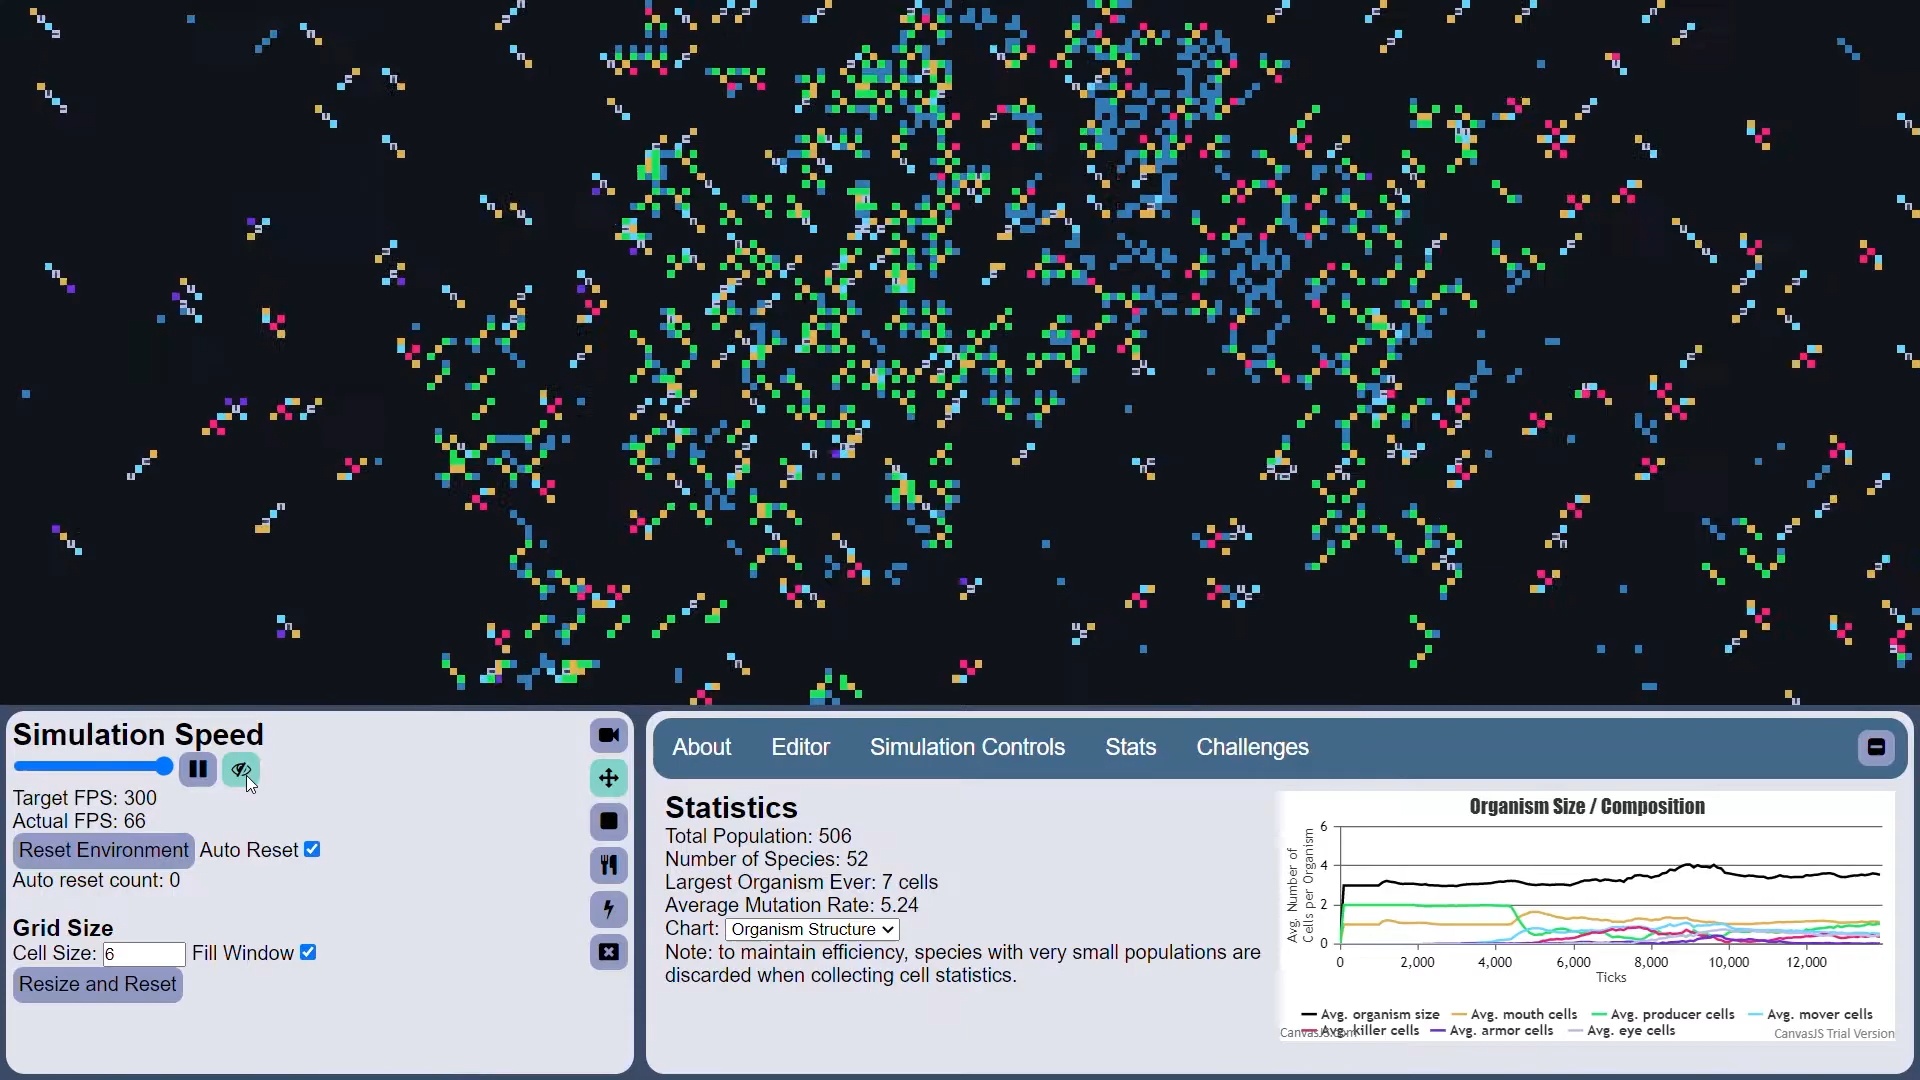 Simulation Speed
Target FPS: 300
Actual FPS: 66
Reset Environment Auto Reset
Auto reset count: 0
Grid Size
Cell Size: 6 Fill Window
Resize and Reset
About Editor Simulation Controls Stats Challenges
Statistics
Total Population: 506
Number of Species: 52
Largest Organism Ever: 7 cells
Average Mutation Rate: 5.24
Chart: Organism Structure
Note: to maintain efficiency, species with very small populations are
discarded when collecting cell statistics.
Organism Size / Composition
Avg. Number of
Cells per Organism
6
4
2
0
0 2,000 4,000 6,000 8,000 10,000 12,000
Ticks
Avg. organism size Avg. mouth cells Avg. producer cells Avg. mover cells
Avg. killer cells Avg. armor cells Avg. eye cells
CanvasJS.com CanvasJS Trial Version